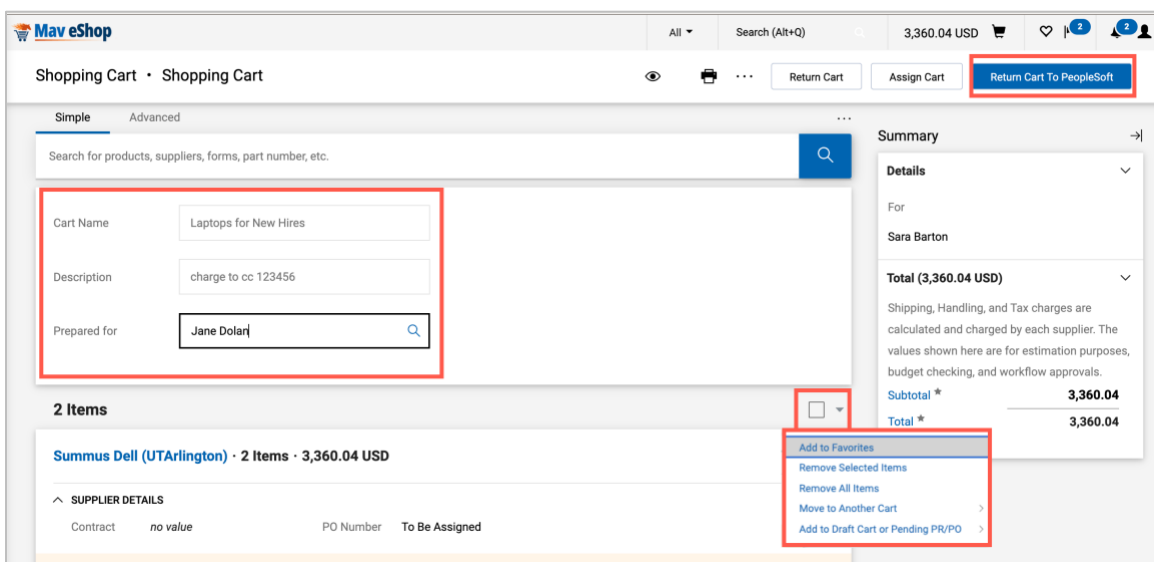 Mav eShop
All
Search (Alt+Q)
3,360.04 USD
2
2
Shopping Cart • Shopping Cart
...
Return Cart
Assign Cart
Return Cart To PeopleSoft
Simple
Advanced
...
Search for products, suppliers, forms, part number, etc.
Cart Name
Laptops for New Hires
Description
charge to cc 123456
Prepared for
Jane Dolan
Summary
Details
For
Sara Barton
Total (3,360.04 USD)
Shipping, Handling, and Tax charges are
calculated and charged by each supplier. The
values shown here are for estimation purposes,
budget checking, and workflow approvals.
Subtotal *
3,360.04
Total *
3,360.04
2 Items
Add to Favorites
Remove Selected Items
Remove All Items
Move to Another Cart
Add to Draft Cart or Pending PR/PO
Summus Dell (UTArlington) · 2 Items · 3,360.04 USD
SUPPLIER DETAILS
Contract
no value
PO Number
To Be Assigned